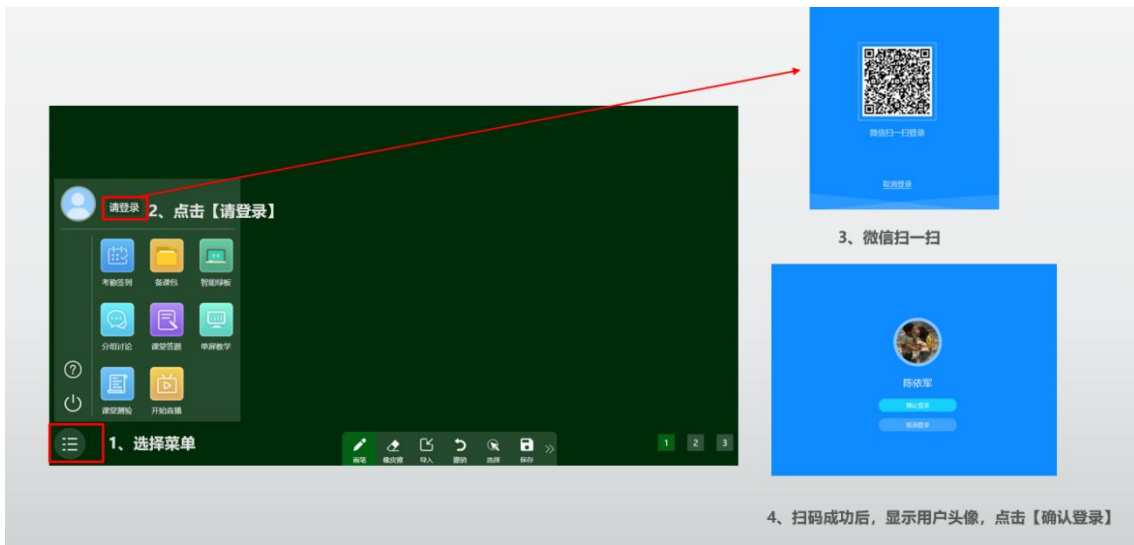 微信扫一扫登录
取消登录
请登录
2、点击【请登录】
3、微信扫一扫
考勤签到
备课包
智能绿板
分组讨论
课堂答题
单屏教学
课堂测验
开始直播
1、选择菜单
画笔
橡皮擦
导入
撤销
选择
保存
1
2
3
陈依军
确认登录
取消登录
4、扫码成功后，显示用户头像，点击【确认登录】